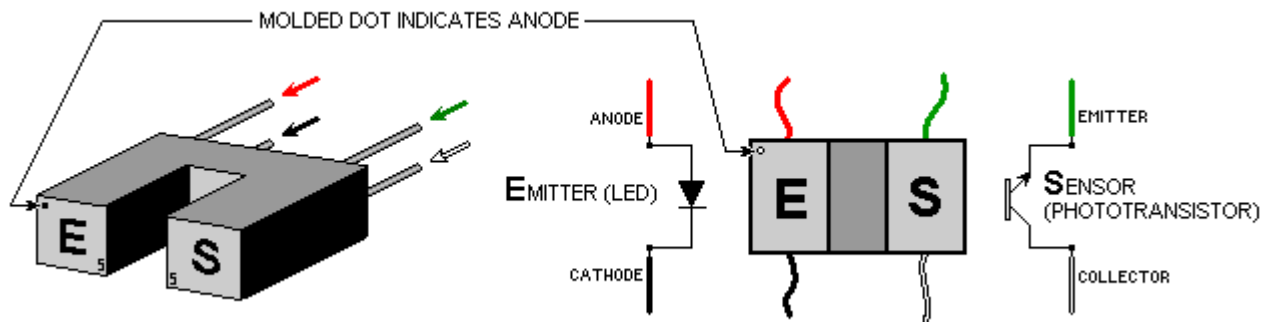 MOLDED DOT INDICATES ANODE
ANODE
EMITTER
E
S
5
5
EMITTER (LED)
E
S
SENSOR
(PHOTOTRANSISTOR)
CATHODE
COLLECTOR